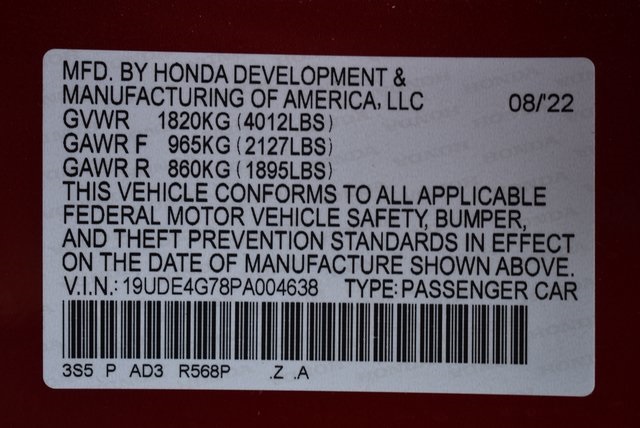 MFD. BY HONDA DEVELOPMENT &
MANUFACTURING OF AMERICA, LLC 08/'22
GVWR 1820KG (4012LBS)
GAWR F 965KG (2127LBS)
GAWR R 860KG (1895LBS)
THIS VEHICLE CONFORMS TO ALL APPLICABLE
FEDERAL MOTOR VEHICLE SAFETY, BUMPER,
AND THEFT PREVENTION STANDARDS IN EFFECT
ON THE DATE OF MANUFACTURE SHOWN ABOVE.
V.I.N.: 19UDE4G78PA004638 TYPE: PASSENGER CAR
3S5 P AD3 R568P .Z .A